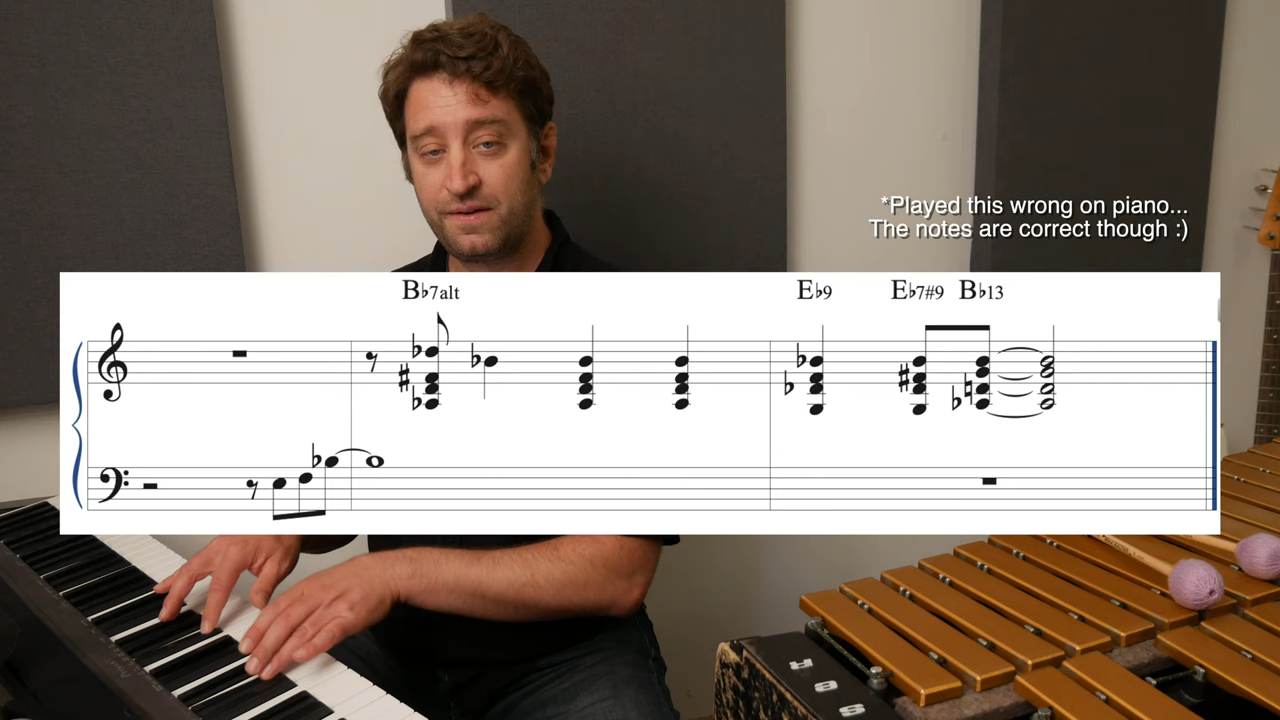 *Played this wrong on piano...
The notes are correct though :)
B♭7alt E♭9 E♭7#9 B♭13